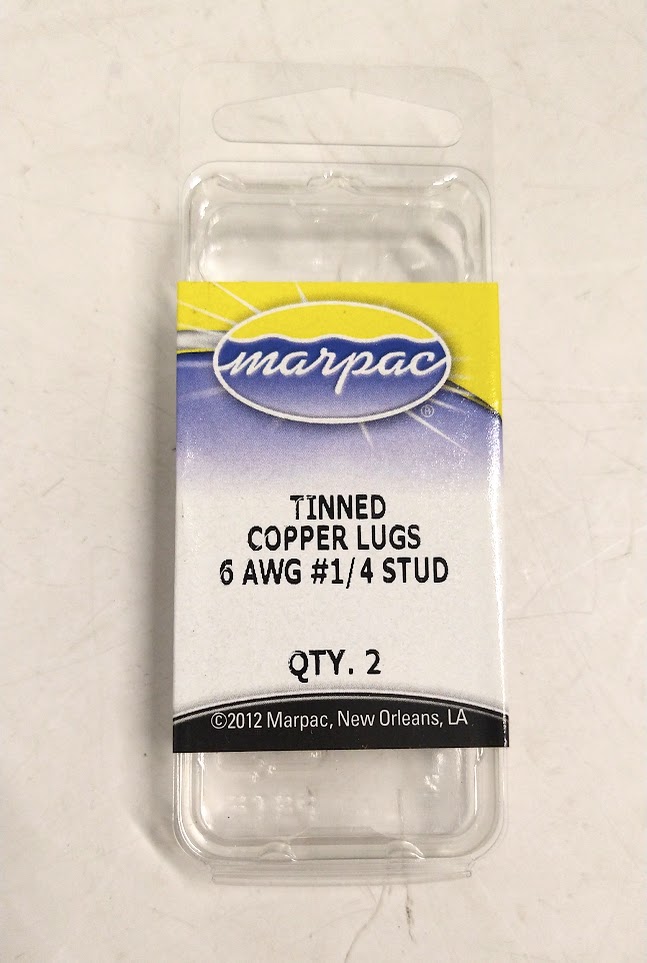 marpac
®
TINNED
COPPER LUGS
6 AWG #1/4 STUD
QTY. 2
©2012 Marpac, New Orleans, LA